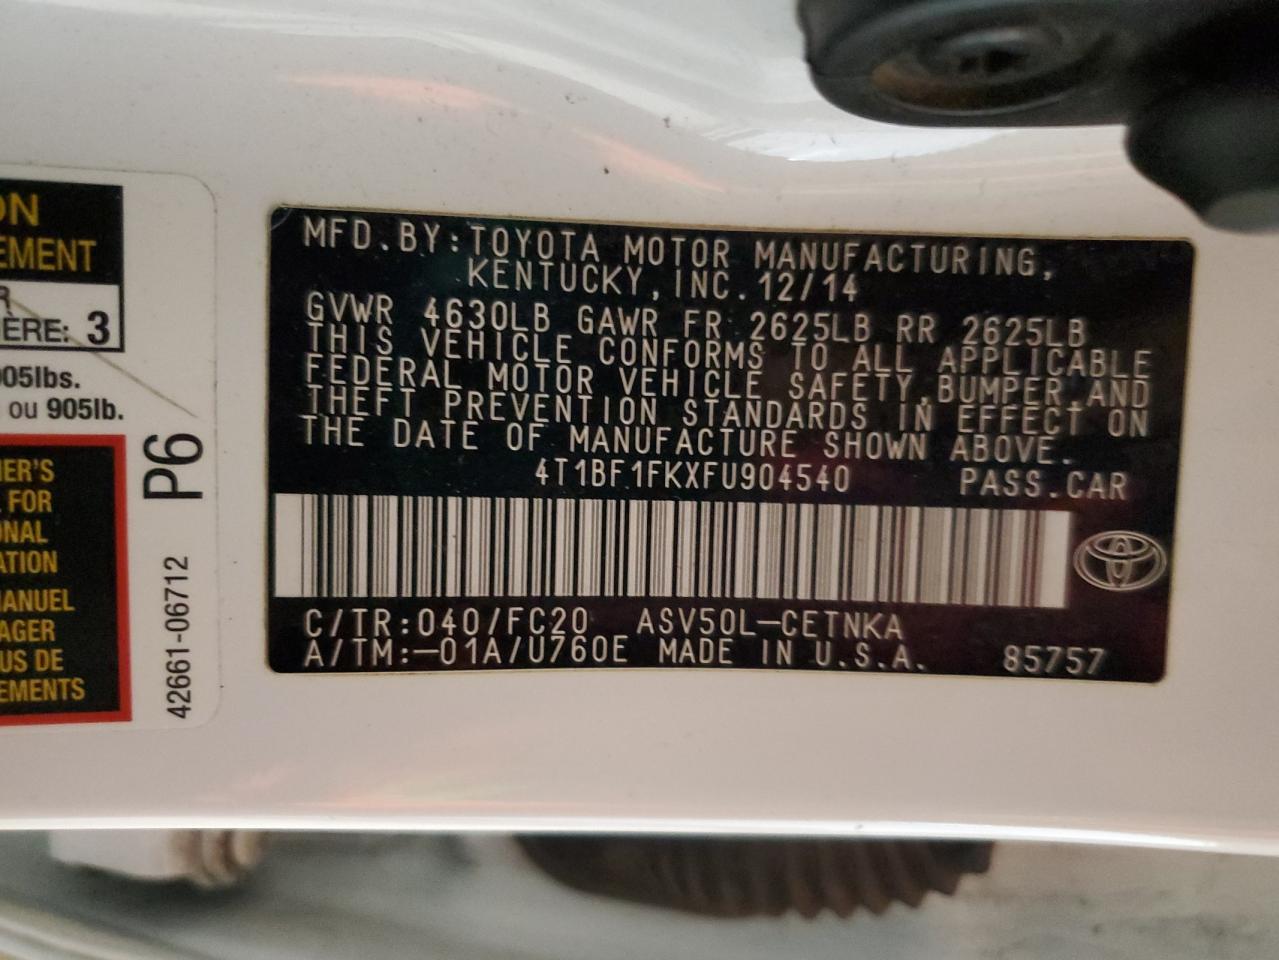 ON
EMENT
R
ÈRE: 3
905lbs.
ou 905lb.
NER'S
FOR
ONAL
ATION
MANUEL
AGER
US DE
EMENTS
P6
42661-06712
MFD.BY:TOYOTA MOTOR MANUFACTURING,
KENTUCKY,INC.12/14
GVWR 4630LB GAWR FR 2625LB RR 2625LB
THIS VEHICLE CONFORMS TO ALL APPLICABLE
FEDERAL MOTOR VEHICLE SAFETY,BUMPER,AND
THEFT PREVENTION STANDARDS IN EFFECT ON
THE DATE OF MANUFACTURE SHOWN ABOVE.
4T1BF1FKXFU904540 PASS.CAR
C/TR:040/FC20 ASV50L-CETNKA
A/TM:-01A/U760E MADE IN U.S.A. 85757